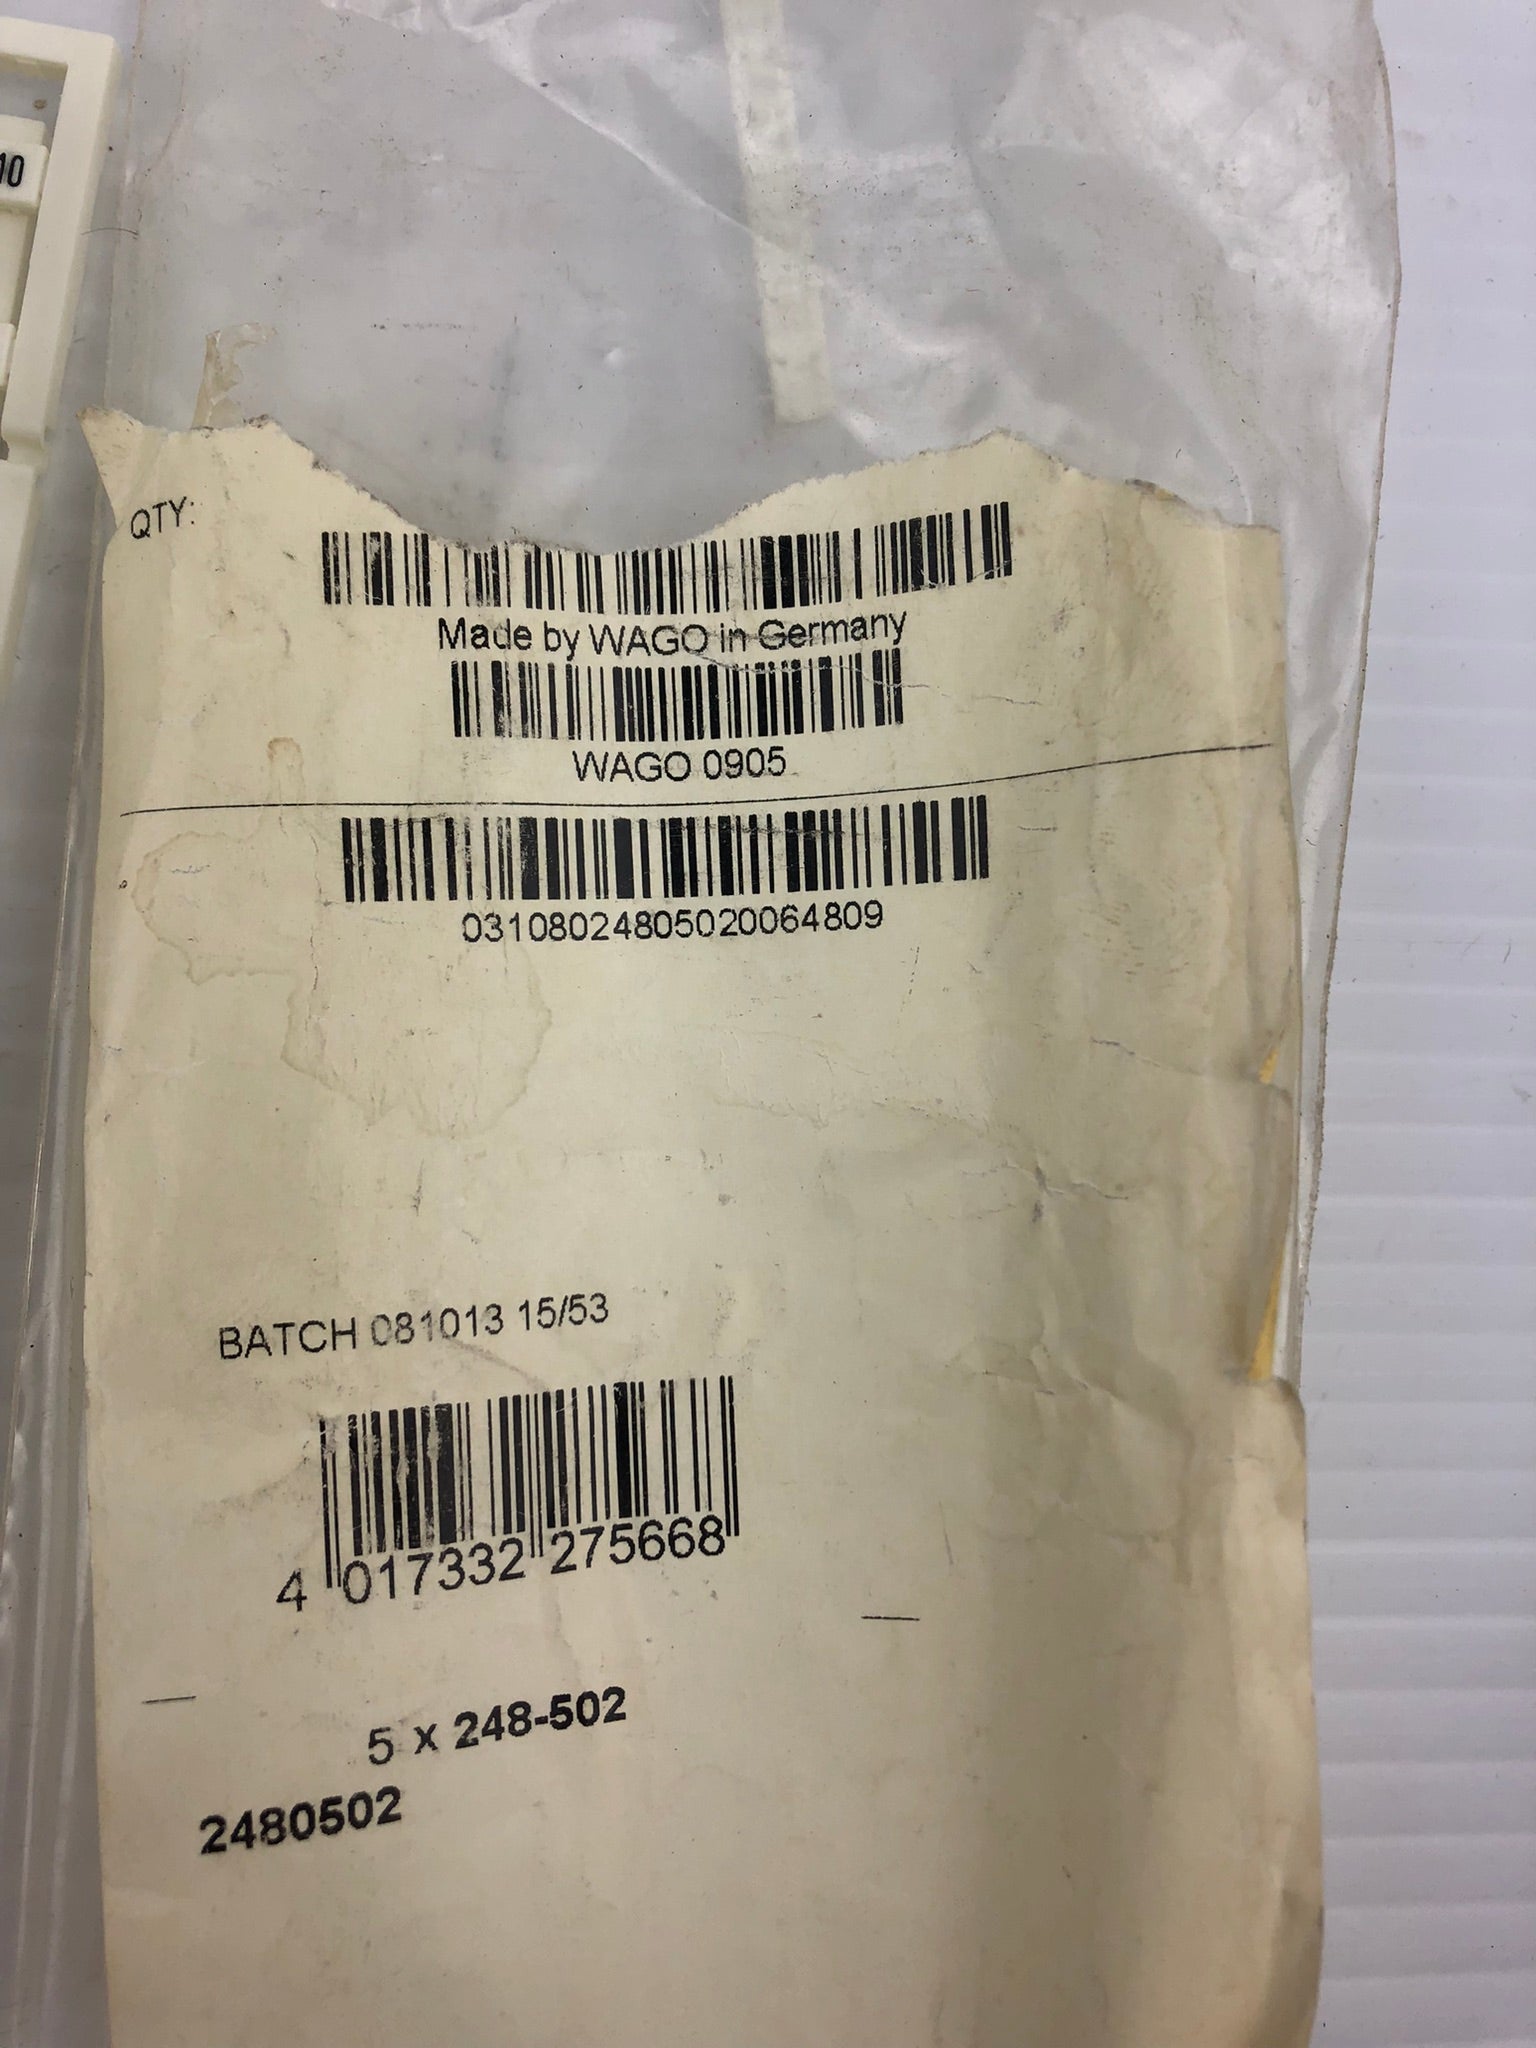 10
QTY:
Made by WAGO in Germany
WAGO 0905
03108024805020064809
BATCH 081013 15/53
4 017332 275668
5 x 248-502
2480502